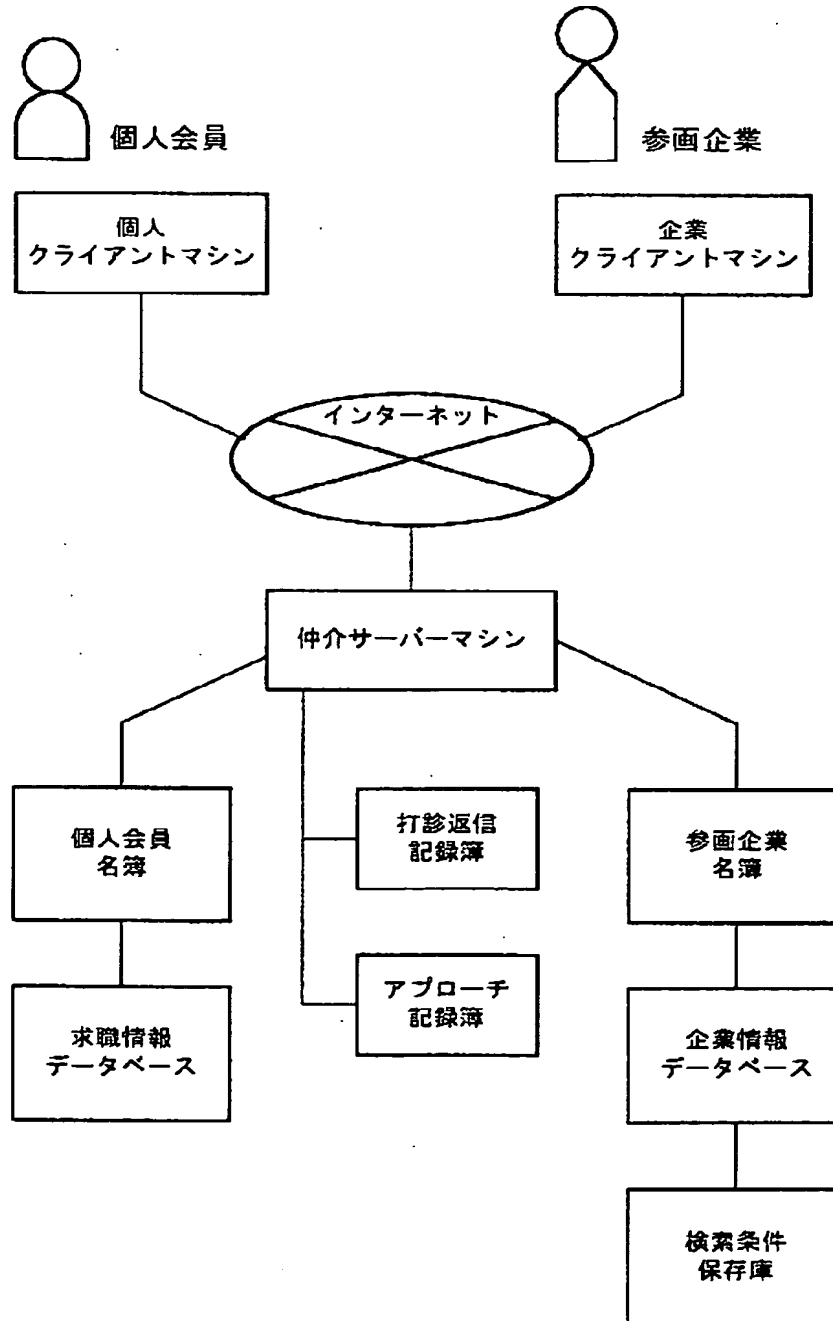 個人会員
参画企業
個人
クライアントマシン
企業
クライアントマシン
インターネット
仲介サーバーマシン
個人会員
名簿
打診返信
記録簿
参画企業
名簿
求職情報
データベース
アプローチ
記録簿
企業情報
データベース
検索条件
保存庫